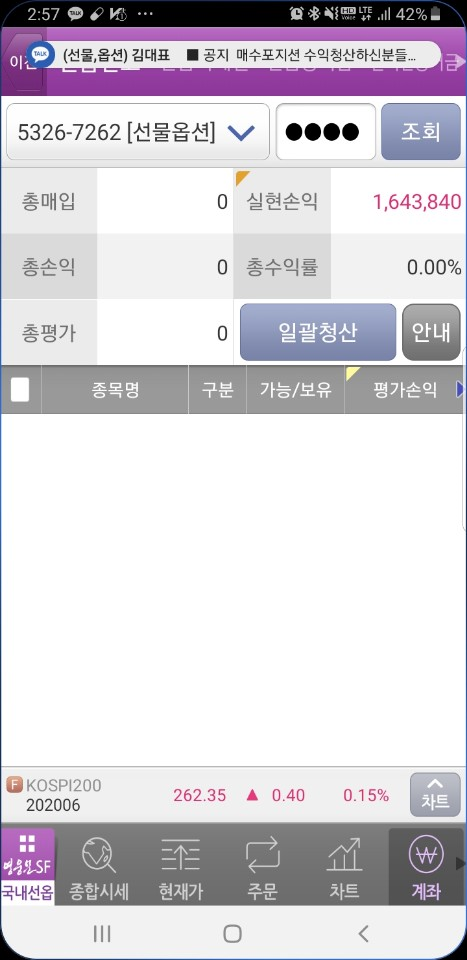 2:57 TALK ... HD Voice LTE 42%
이전
TALK (선물,옵션) 김대표 ■ 공지 매수포지션 수익청산하신분들...
5326-7262 [선물옵션] ●●●● 조회
총매입 0 실현손익 1,643,840
총손익 0 총수익률 0.00%
총평가 0 일괄청산 안내
종목명 구분 가능/보유 평가손익
F KOSPI200 262.35 ▲ 0.40 0.15%
202006
차트
영웅문SF
국내선옵 종합시세 현재가 주문 차트 계좌